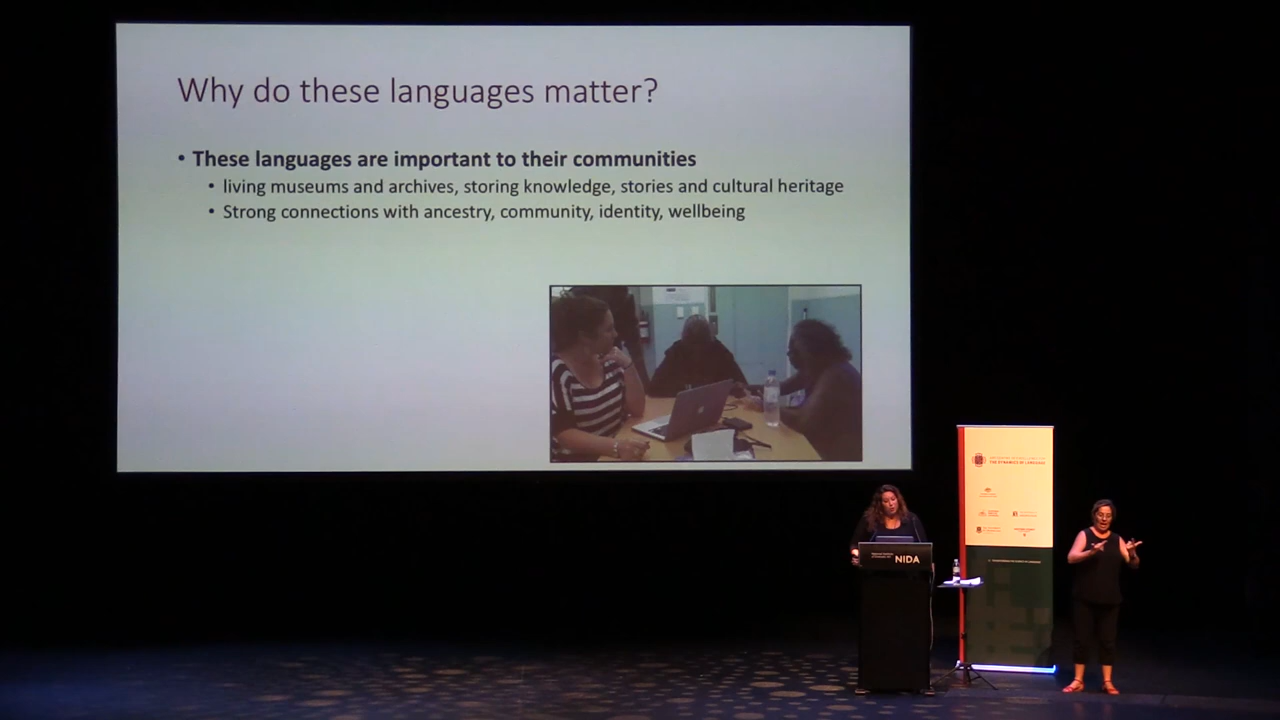 Why do these languages matter?
• These languages are important to their communities
• living museums and archives, storing knowledge, stories and cultural heritage
• Strong connections with ancestry, community, identity, wellbeing
THE DYNAMICS OF LANGUAGE
NIDA